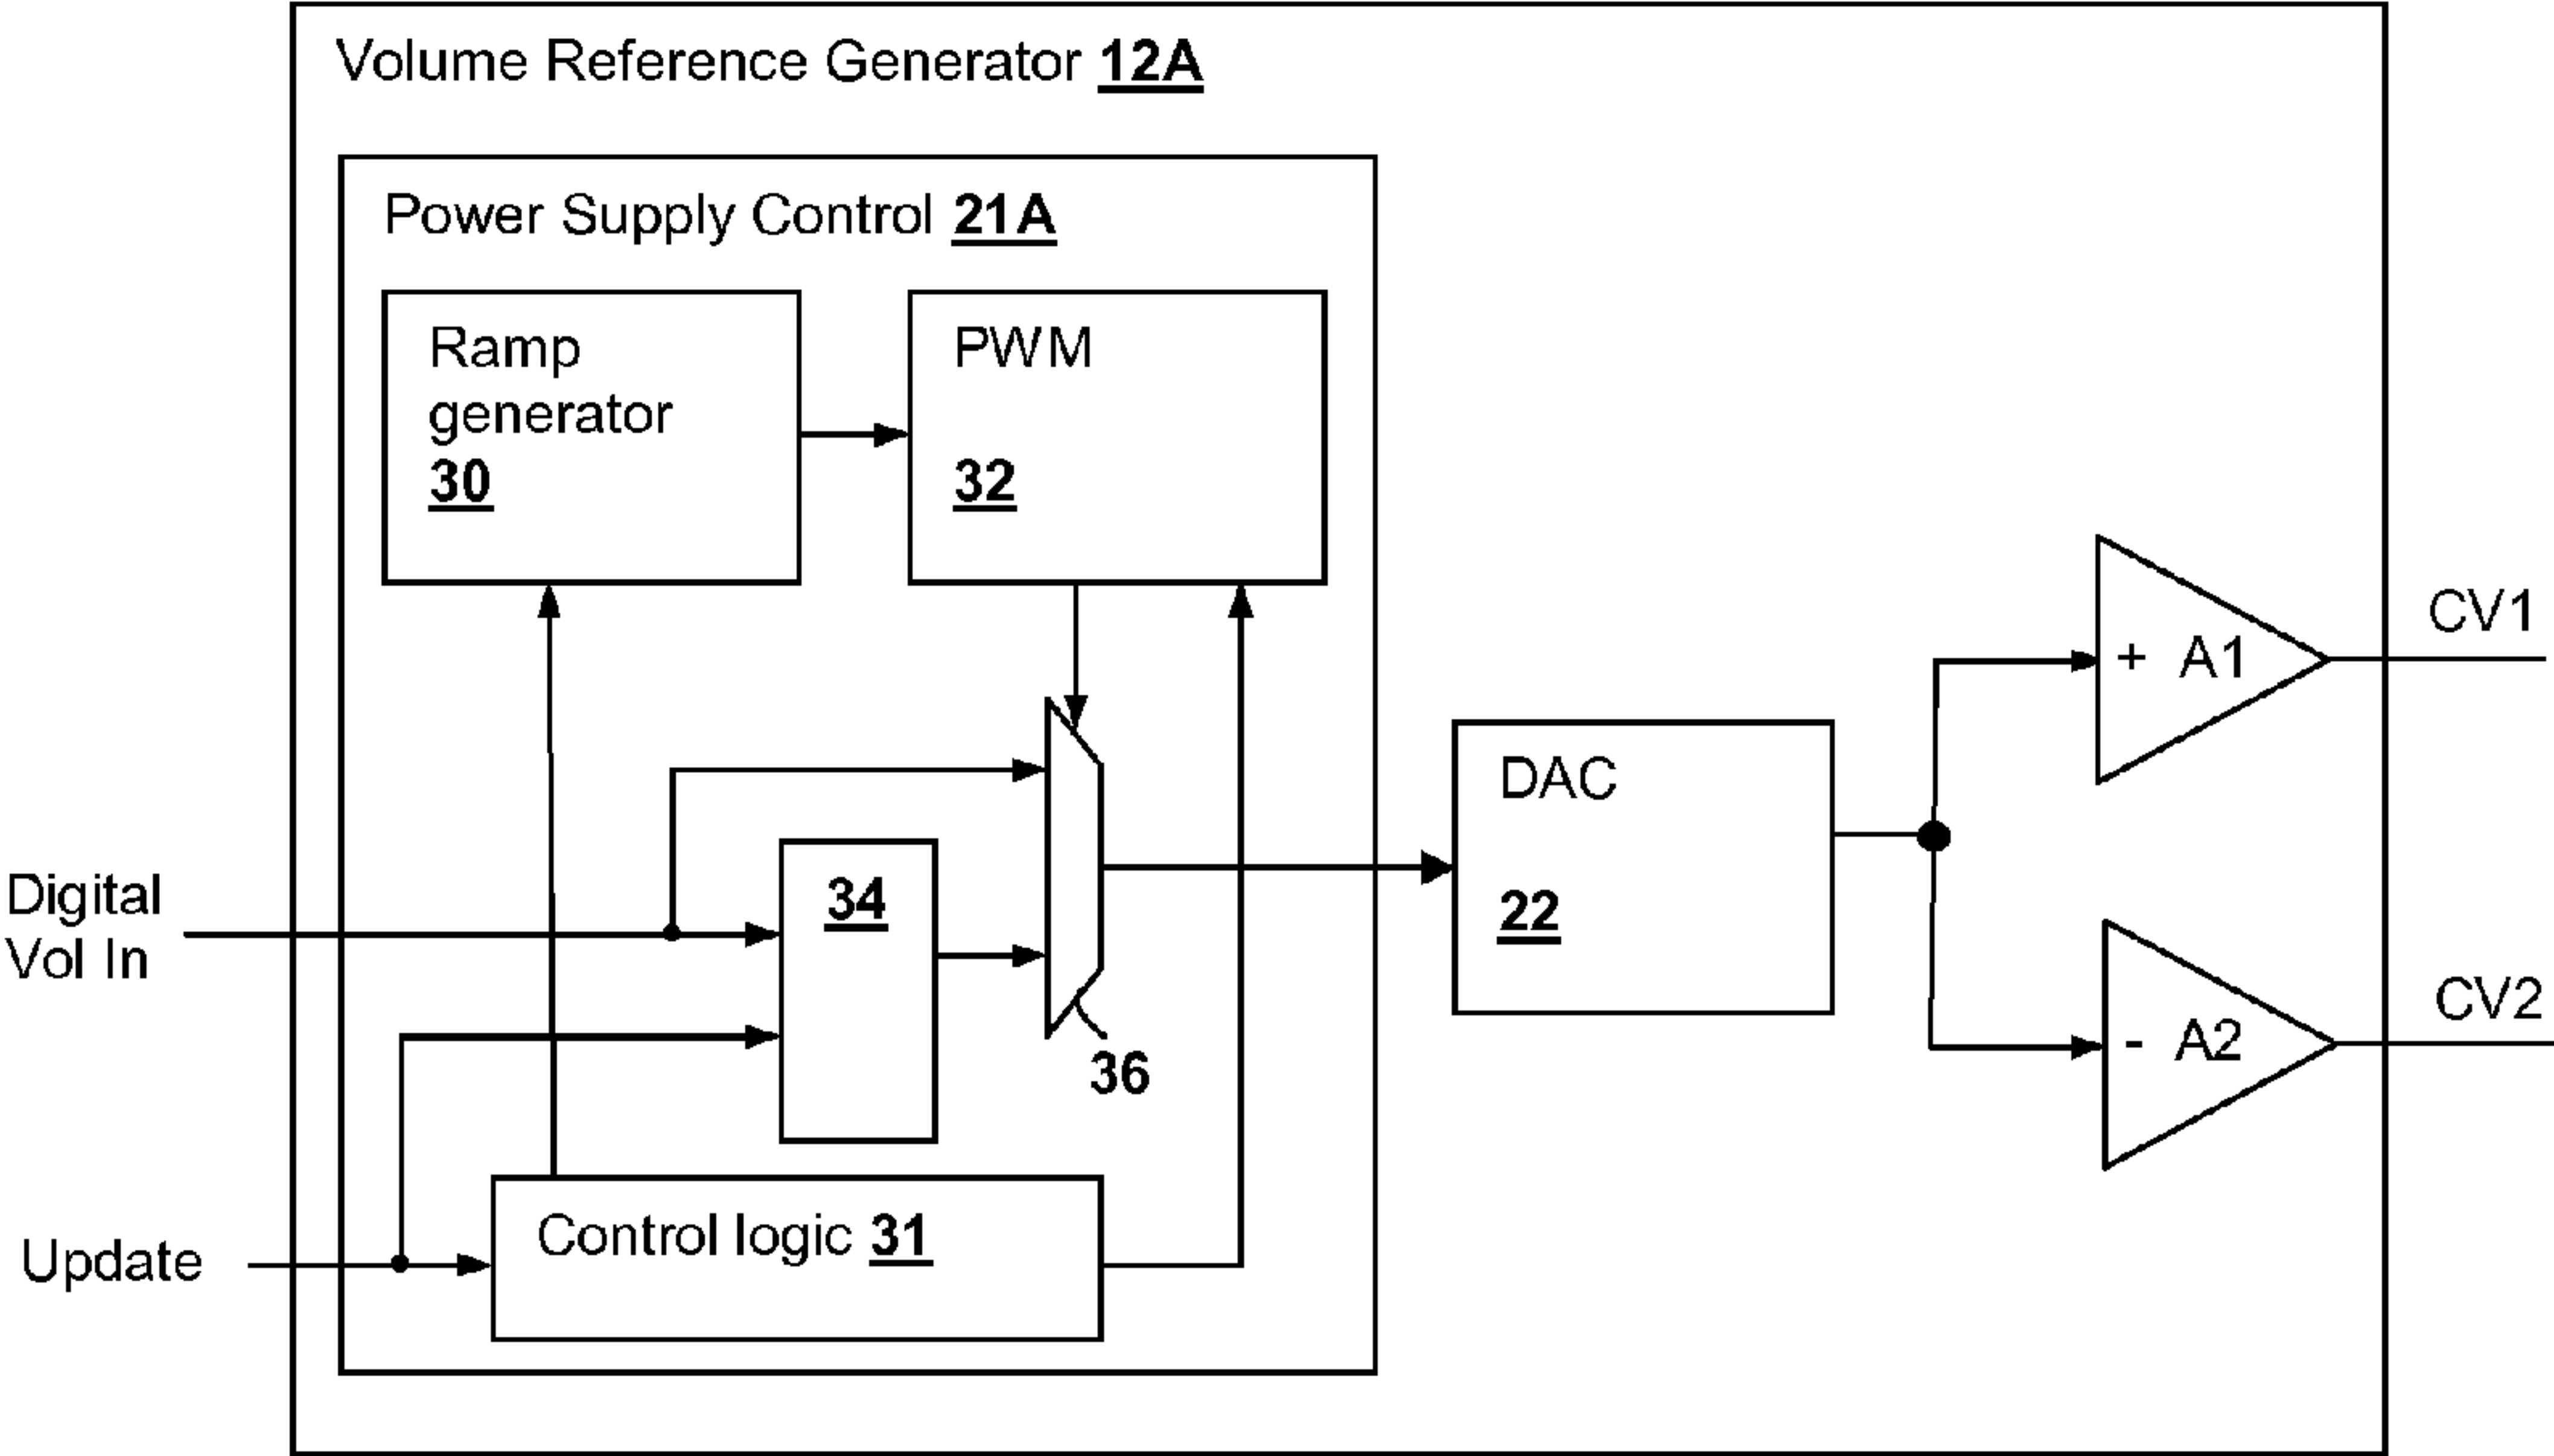 Volume Reference Generator 12A
Power Supply Control 21A
Ramp
generator
30
PWM
32
+ A1
CV1
DAC
22
34
Digital
Vol In
- A2
CV2
36
Control logic 31
Update